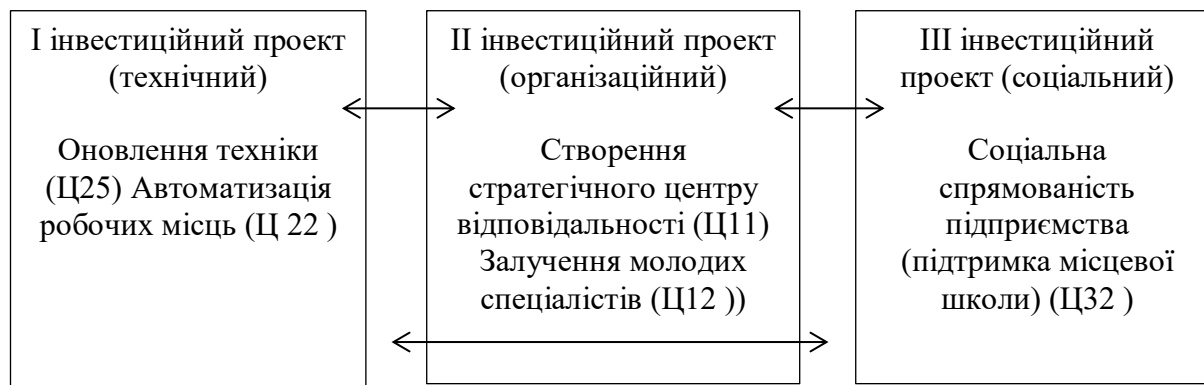 І інвестиційний проект
(технічний)
Оновлення техніки
(Ц25) Автоматизація
робочих місць (Ц 22 )
ІІ інвестиційний проект
(організаційний)
Створення
стратегічного центру
відповідальності (Ц11)
Залучення молодих
спеціалістів (Ц12 ))
ІІІ інвестиційний
проект (соціальний)
Соціальна
спрямованість
підприємства
(підтримка місцевої
школи) (Ц32 )